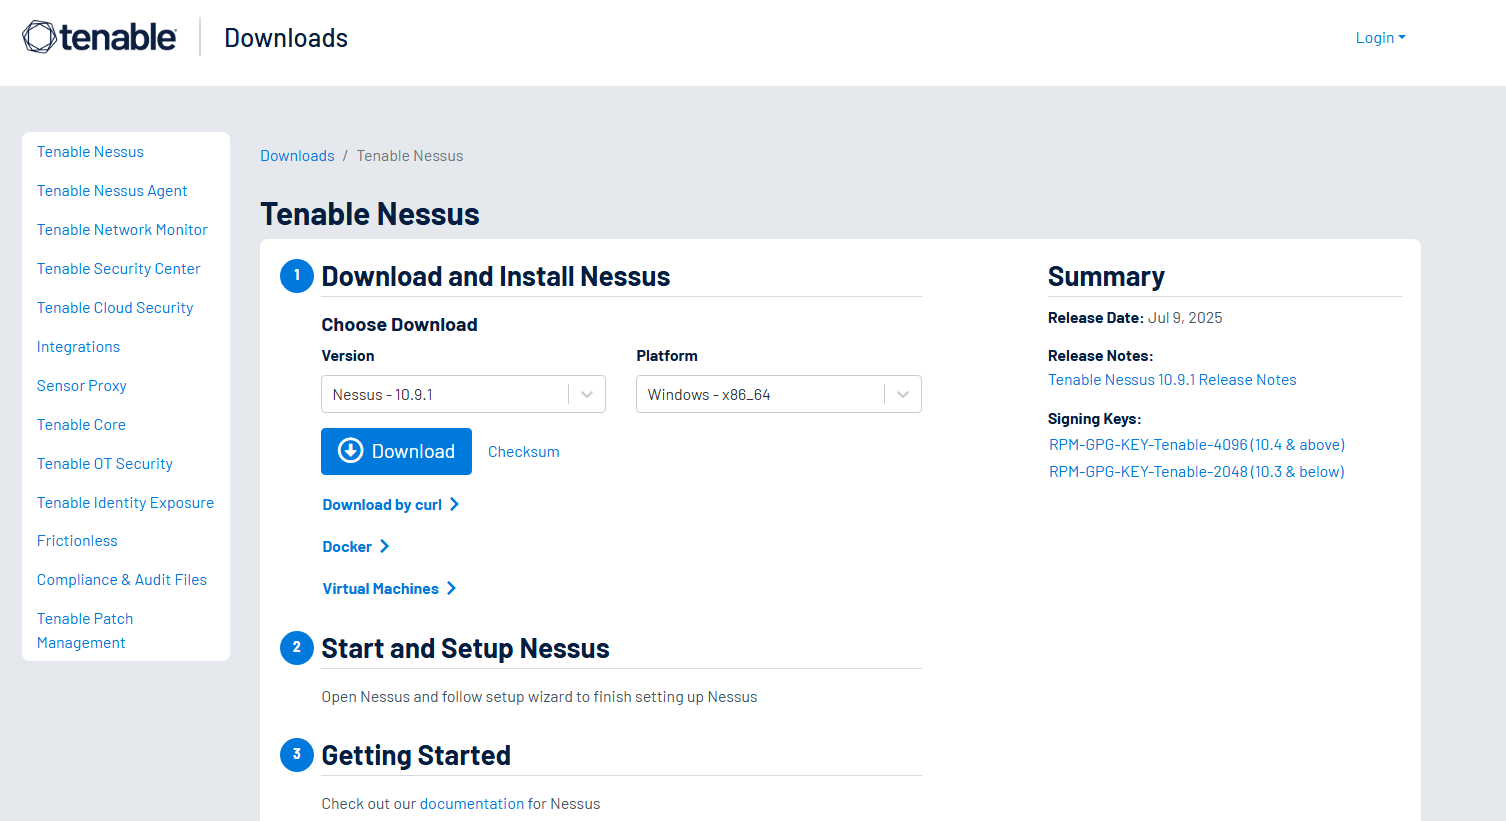 tenable
Downloads
Login
Tenable Nessus
Tenable Nessus Agent
Tenable Network Monitor
Tenable Security Center
Tenable Cloud Security
Integrations
Sensor Proxy
Tenable Core
Tenable OT Security
Tenable Identity Exposure
Frictionless
Compliance & Audit Files
Tenable Patch
Management
Downloads / Tenable Nessus
Tenable Nessus
1 Download and Install Nessus
Choose Download
Version
Platform
Nessus - 10.9.1
Windows - x86_64
Download
Checksum
Download by curl
Docker
Virtual Machines
2 Start and Setup Nessus
Open Nessus and follow setup wizard to finish setting up Nessus
3 Getting Started
Check out our documentation for Nessus
Summary
Release Date: Jul 9, 2025
Release Notes:
Tenable Nessus 10.9.1 Release Notes
Signing Keys:
RPM-GPG-KEY-Tenable-4096 (10.4 & above)
RPM-GPG-KEY-Tenable-2048 (10.3 & below)